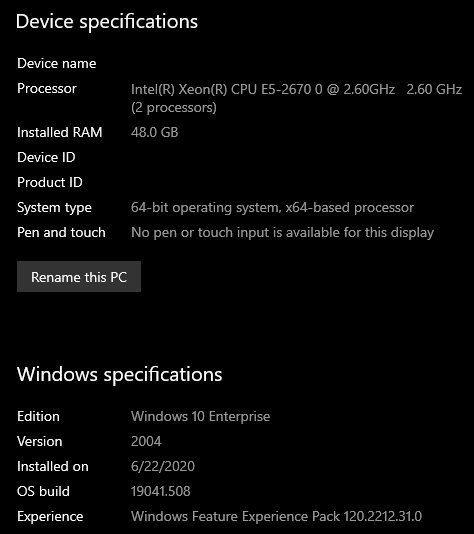 Device specifications
Device name
Processor Intel(R) Xeon(R) CPU E5-2670 0 @ 2.60GHz 2.60 GHz
(2 processors)
Installed RAM 48.0 GB
Device ID
Product ID
System type 64-bit operating system, x64-based processor
Pen and touch No pen or touch input is available for this display
Rename this PC
Windows specifications
Edition Windows 10 Enterprise
Version 2004
Installed on 6/22/2020
OS build 19041.508
Experience Windows Feature Experience Pack 120.2212.31.0